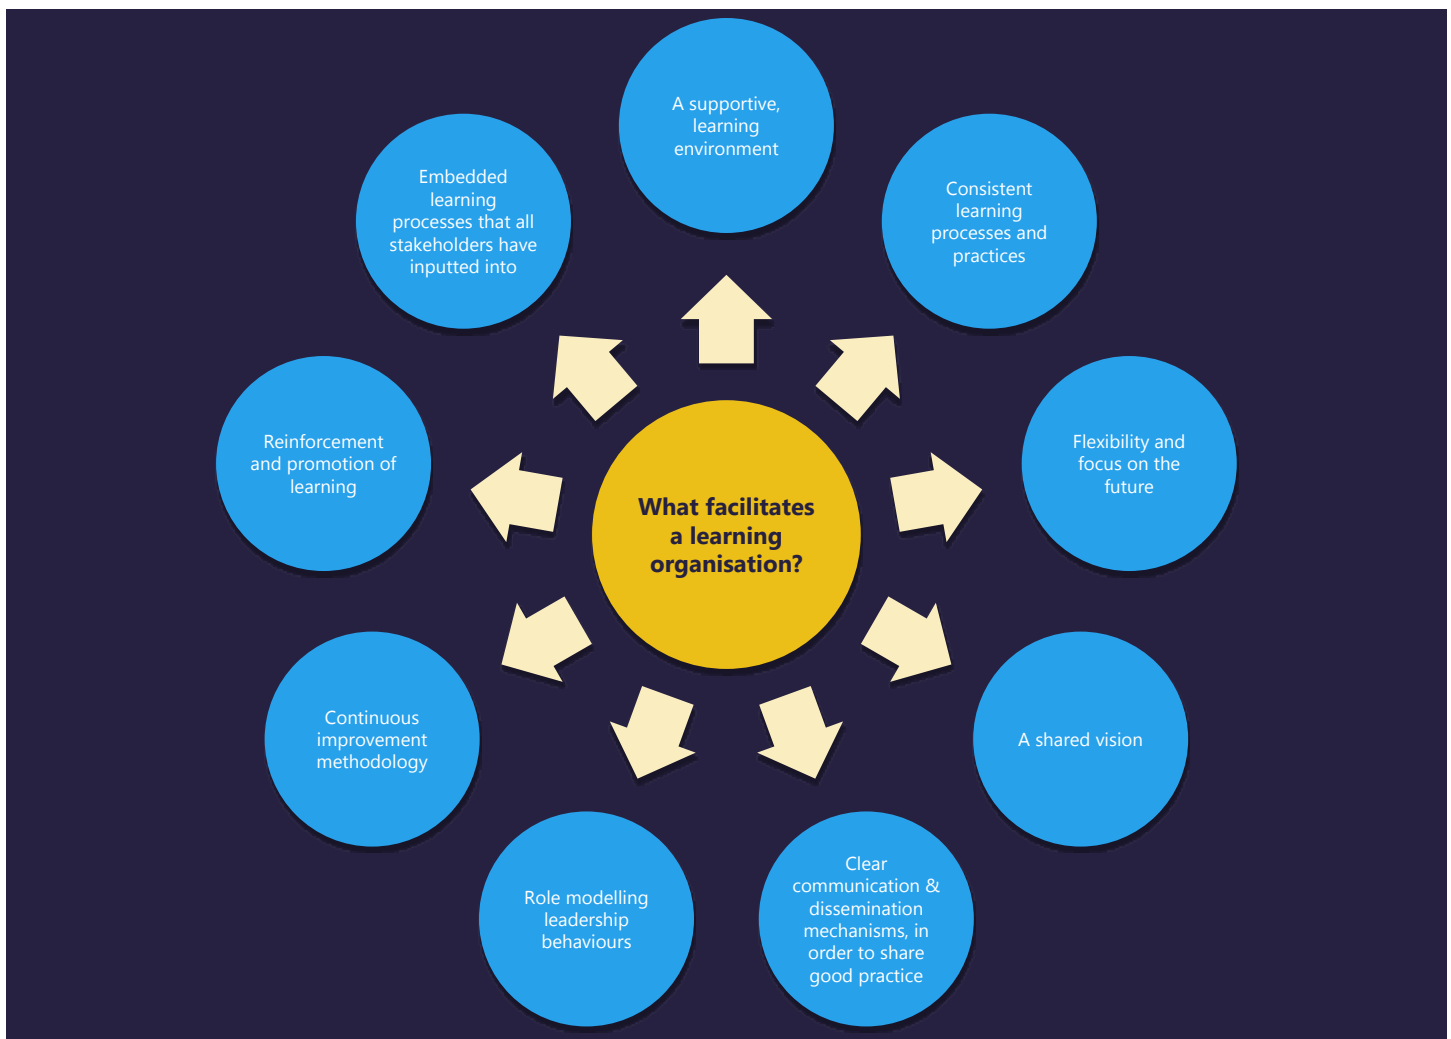 A supportive,
learning
environment
Consistent
learning
processes and
practices
Flexibility and
focus on the
future
A shared vision
Clear
communication &
dissemination
mechanisms, in
order to share
good practice
Role modelling
leadership
behaviours
Continuous
improvement
methodology
Reinforcement
and promotion of
learning
Embedded
learning
processes that all
stakeholders have
inputted into
What facilitates
a learning
organisation?